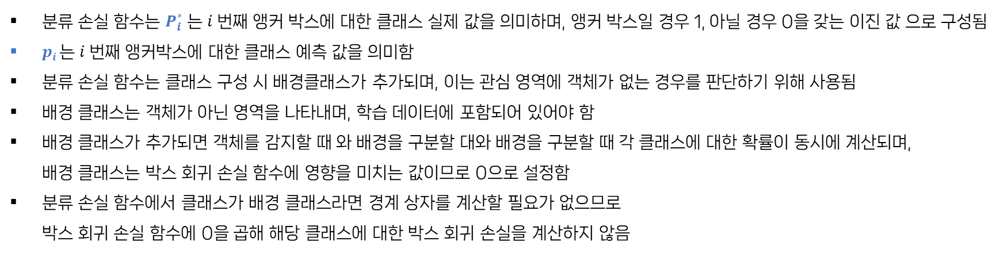 ▪ 분류 손실 함수는 P_i^* 는 i 번째 앵커 박스에 대한 클래스 실제 값을 의미하며, 앵커 박스일 경우 1, 아닐 경우 0을 갖는 이진 값 으로 구성됨
▪ p_i 는 i 번째 앵커박스에 대한 클래스 예측 값을 의미함
▪ 분류 손실 함수는 클래스 구성 시 배경클래스가 추가되며, 이는 관심 영역에 객체가 없는 경우를 판단하기 위해 사용됨
▪ 배경 클래스는 객체가 아닌 영역을 나타내며, 학습 데이터에 포함되어 있어야 함
▪ 배경 클래스가 추가되면 객체를 감지할 때 와 배경을 구분할 대와 배경을 구분할 때 각 클래스에 대한 확률이 동시에 계산되며,
배경 클래스는 박스 회귀 손실 함수에 영향을 미치는 값이므로 0으로 설정함
▪ 분류 손실 함수에서 클래스가 배경 클래스라면 경계 상자를 계산할 필요가 없으므로
박스 회귀 손실 함수에 0을 곱해 해당 클래스에 대한 박스 회귀 손실을 계산하지 않음